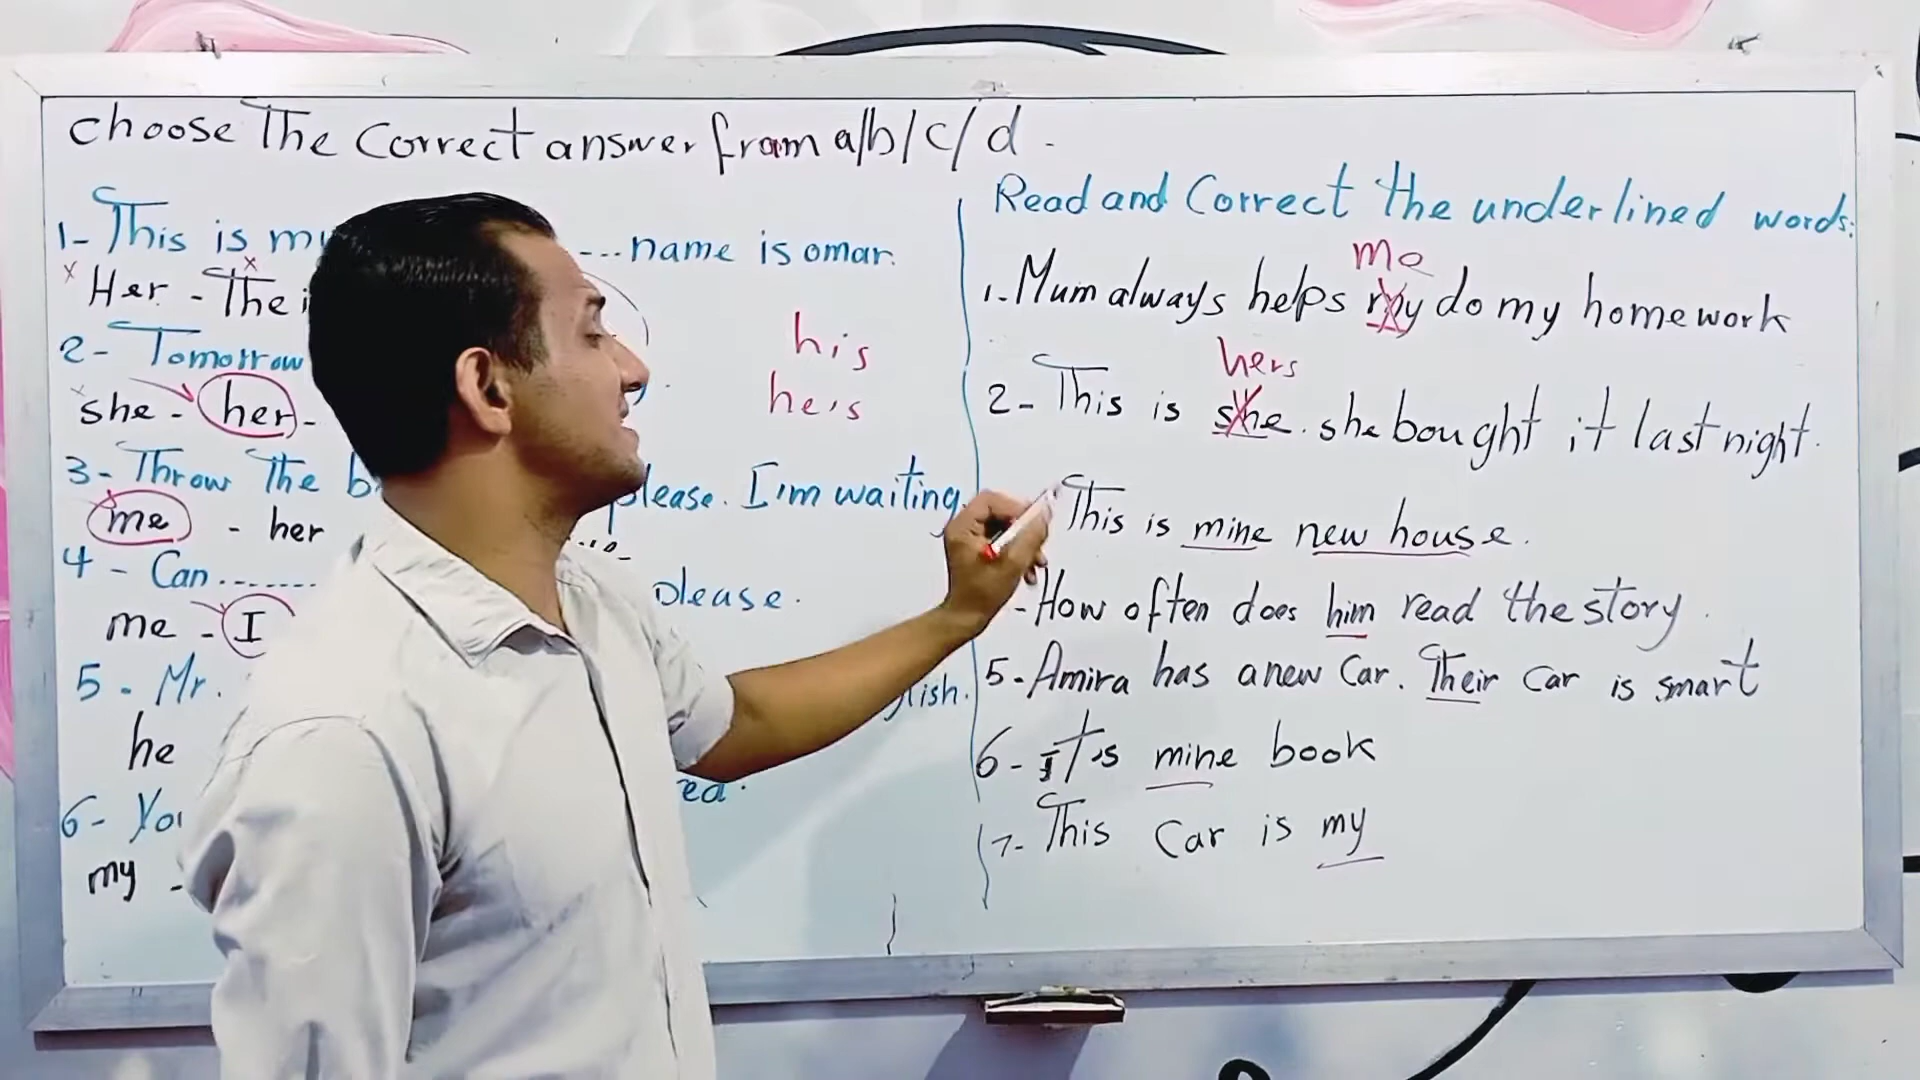 choose The Correct answer from a/b/c/d.
1- This is my ... name is omar.
Her - The
2- Tomorrow
she - her -
his
he's
3- Throw The please. I'm waiting.
me - her
4 - Can ....... please.
me - I
5 - Mr.
he
6-
my -
Read and Correct the underlined words:
me
1. Mum always helps my do my homework
hers
2- This is she. she bought it last night.
This is mine new house.
- How often does him read the story.
5. Amira has a new Car. Their car is smart
6- It's mine book
7- This Car is my